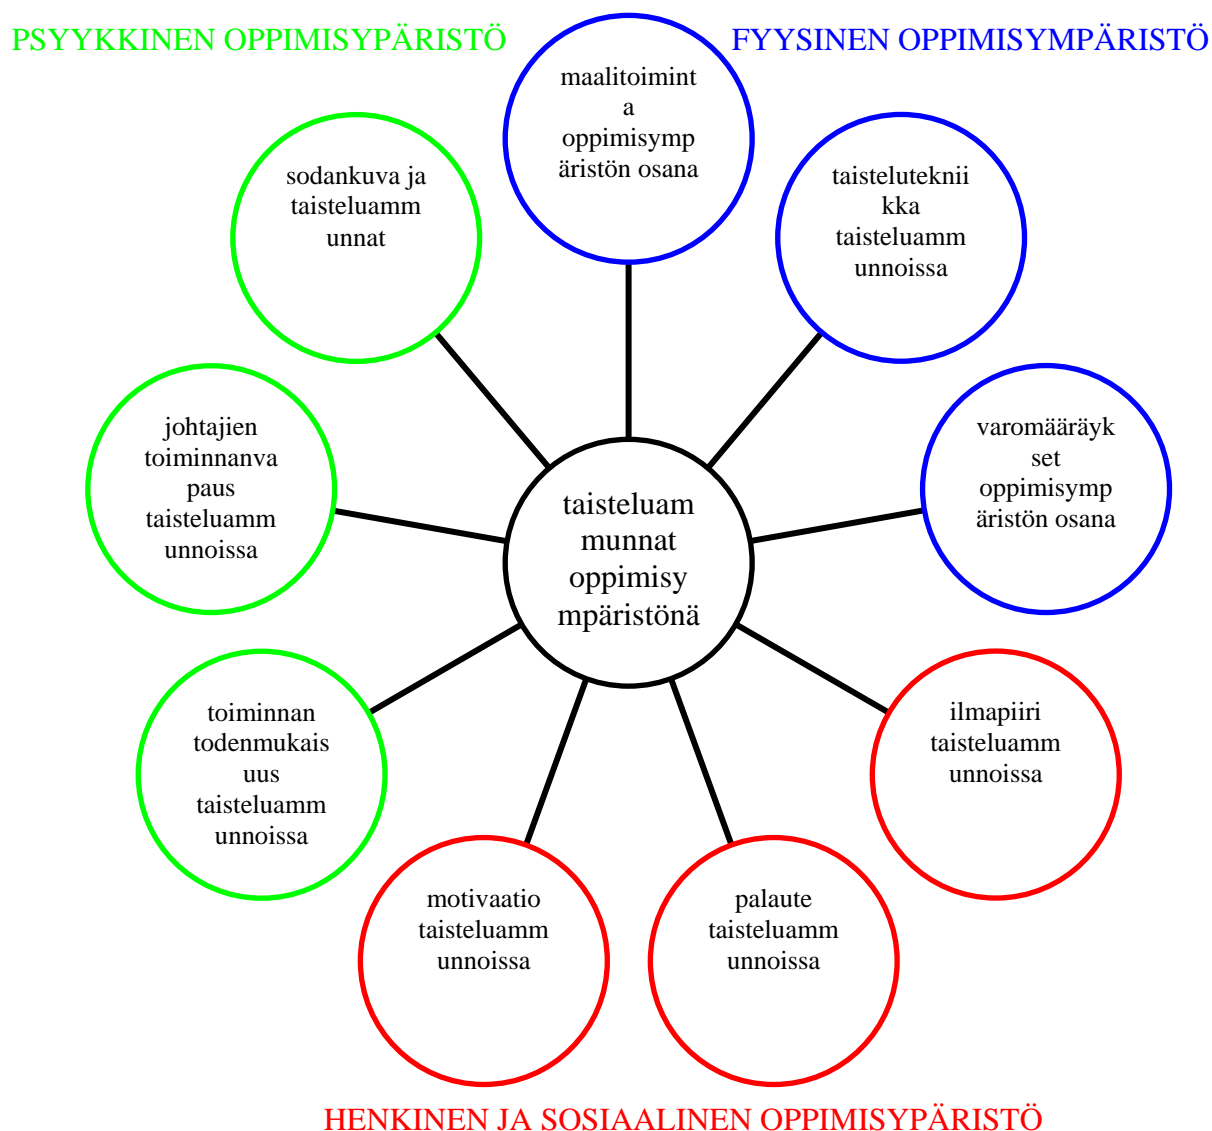 PSYYKKINEN OPPIMISYPÄRISTÖ
FYYSINEN OPPIMISYMPÄRISTÖ
maalitoimint
a
oppimisymp
äristön osana
sodankuva ja
taisteluamm
unnat
taisteluteknii
kka
taisteluamm
unnoissa
johtajien
toiminnanva
paus
taisteluamm
unnoissa
varomääräyk
set
oppimisymp
äristön osana
taisteluam
munnat
oppimisy
mpäristönä
toiminnan
todenmukais
uus
taisteluamm
unnoissa
ilmapiiri
taisteluamm
unnoissa
motivaatio
taisteluamm
unnoissa
palaute
taisteluamm
unnoissa
HENKINEN JA SOSIAALINEN OPPIMISYPÄRISTÖ